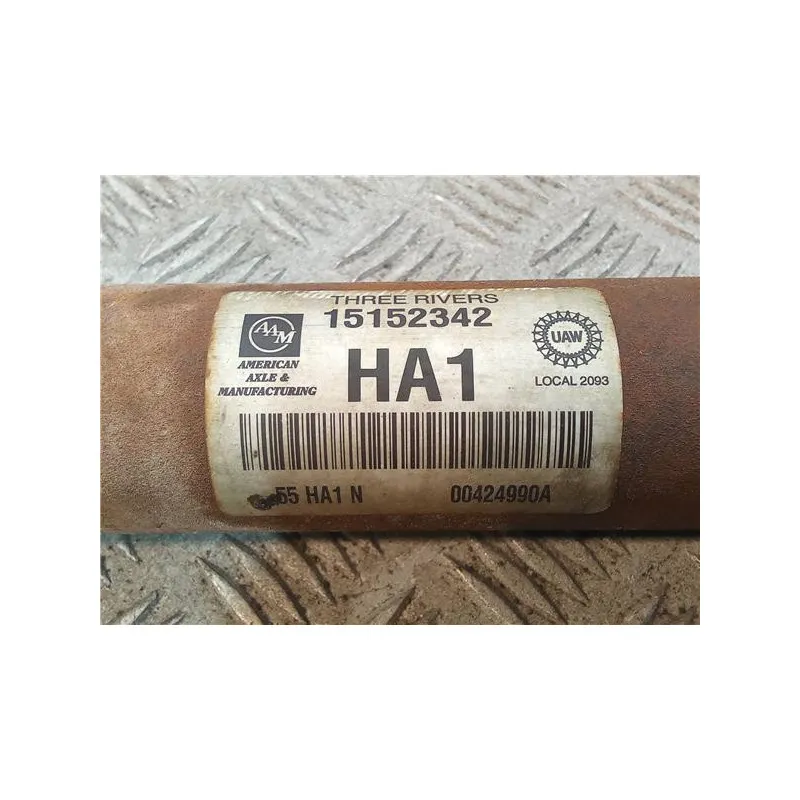 THREE RIVERS
15152342
AAM
AMERICAN
AXLE &
MANUFACTURING
HA1
UAW
LOCAL 2093
55 HA1 N
00424990A